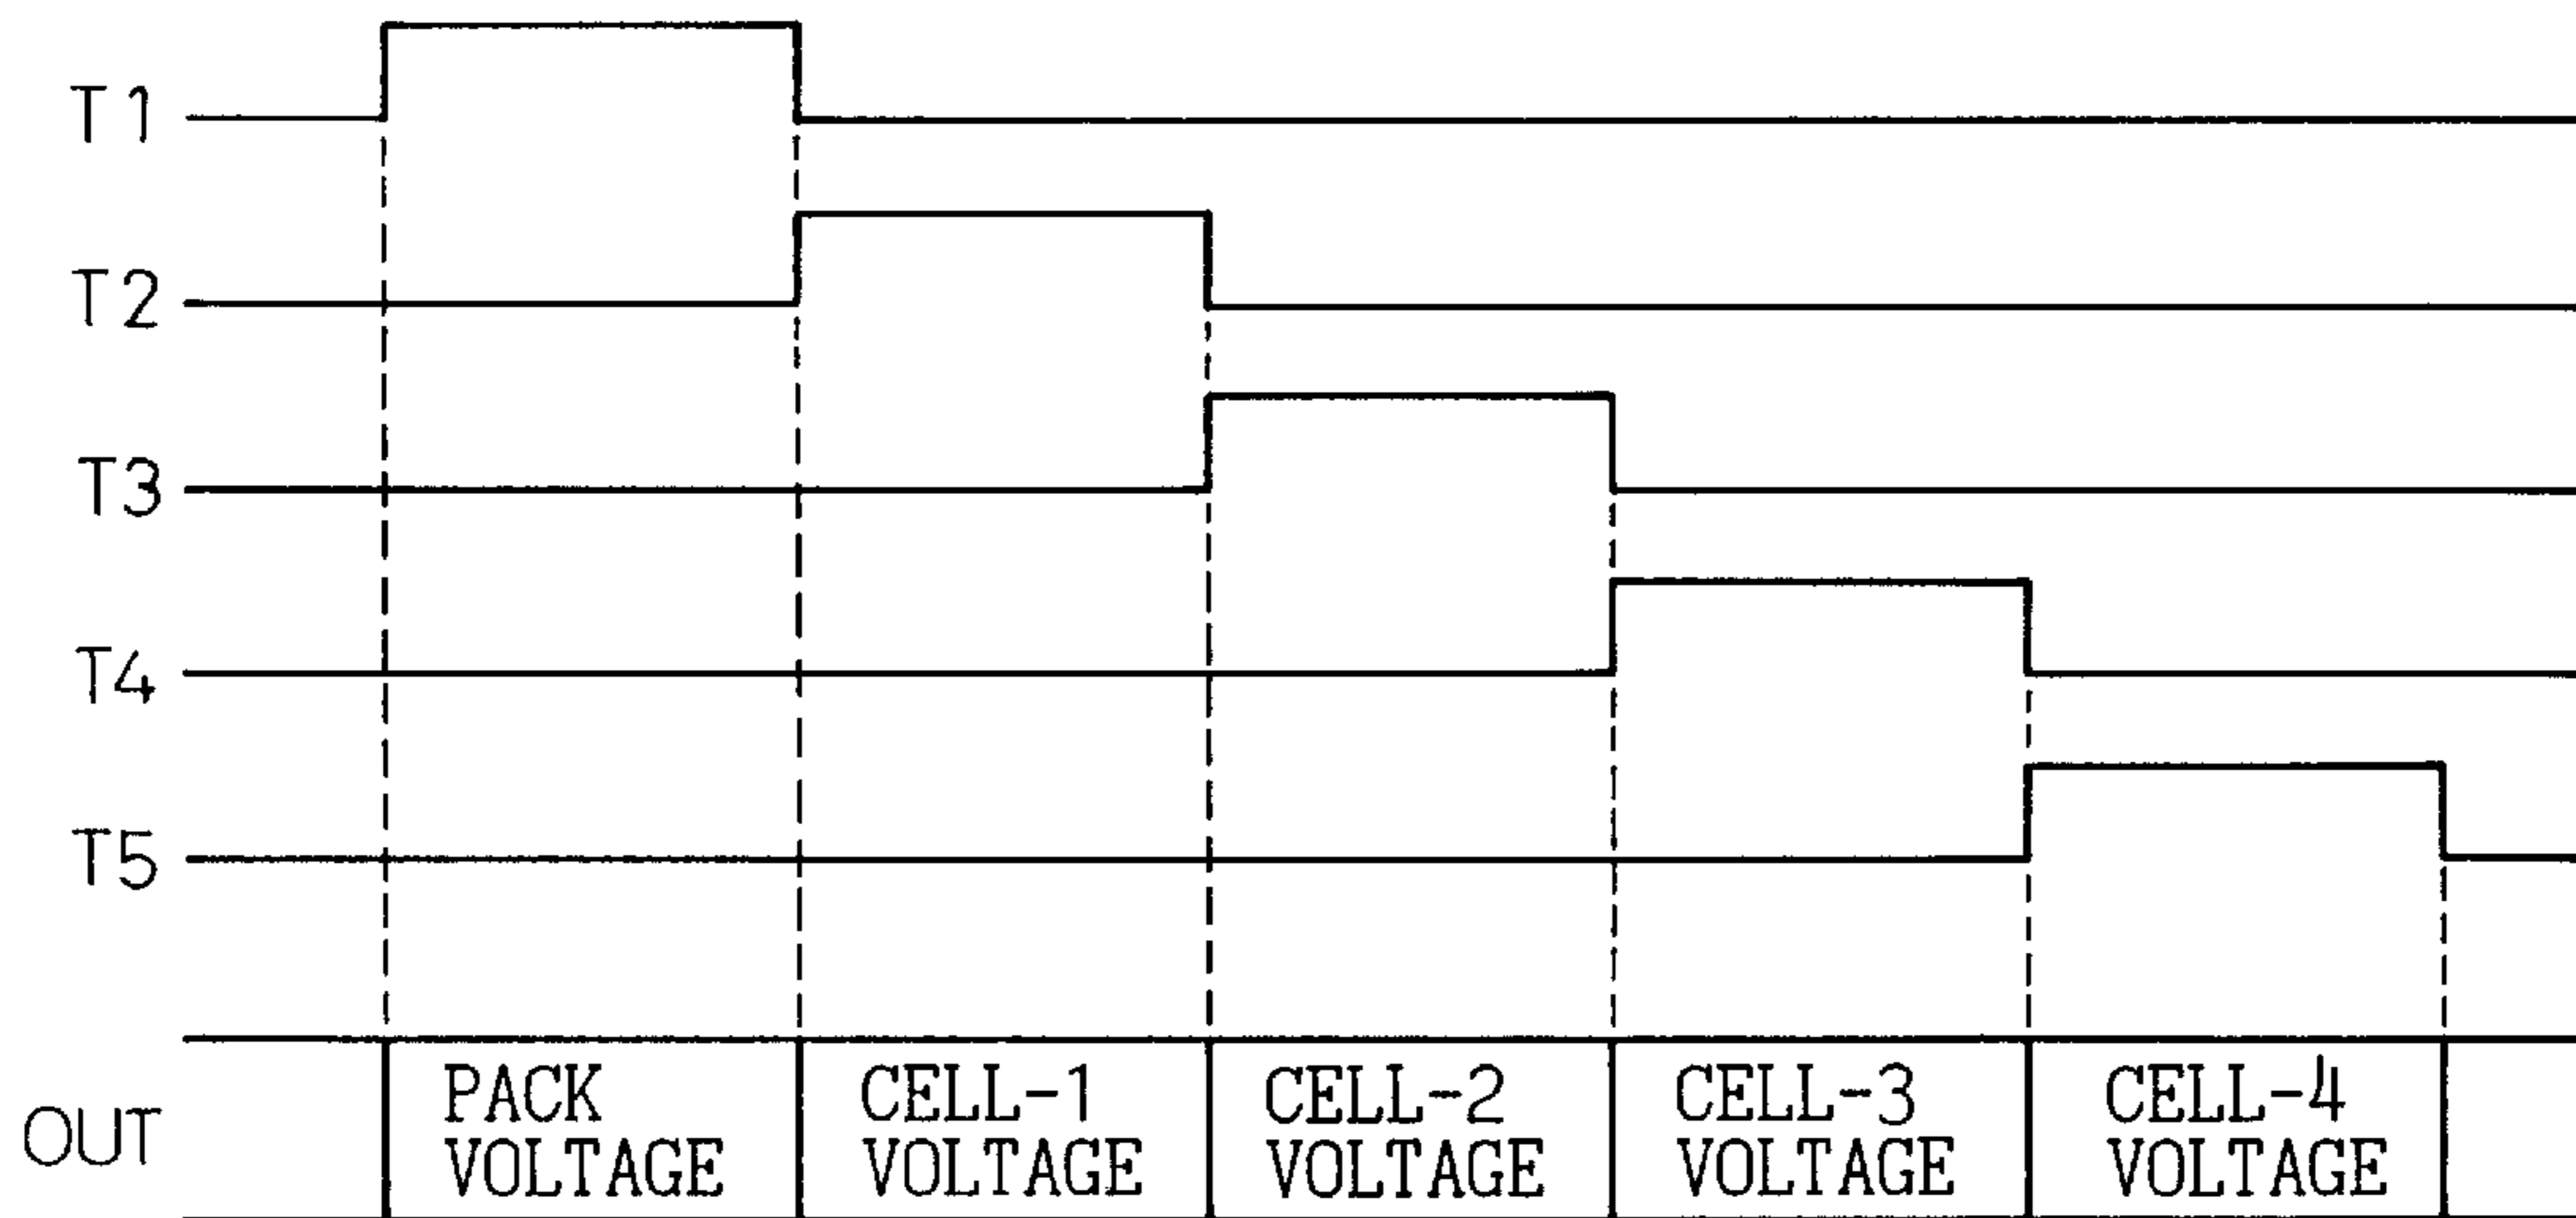 T1
T2
T3
T4
T5
OUT
PACK
VOLTAGE
CELL-1
VOLTAGE
CELL-2
VOLTAGE
CELL-3
VOLTAGE
CELL-4
VOLTAGE